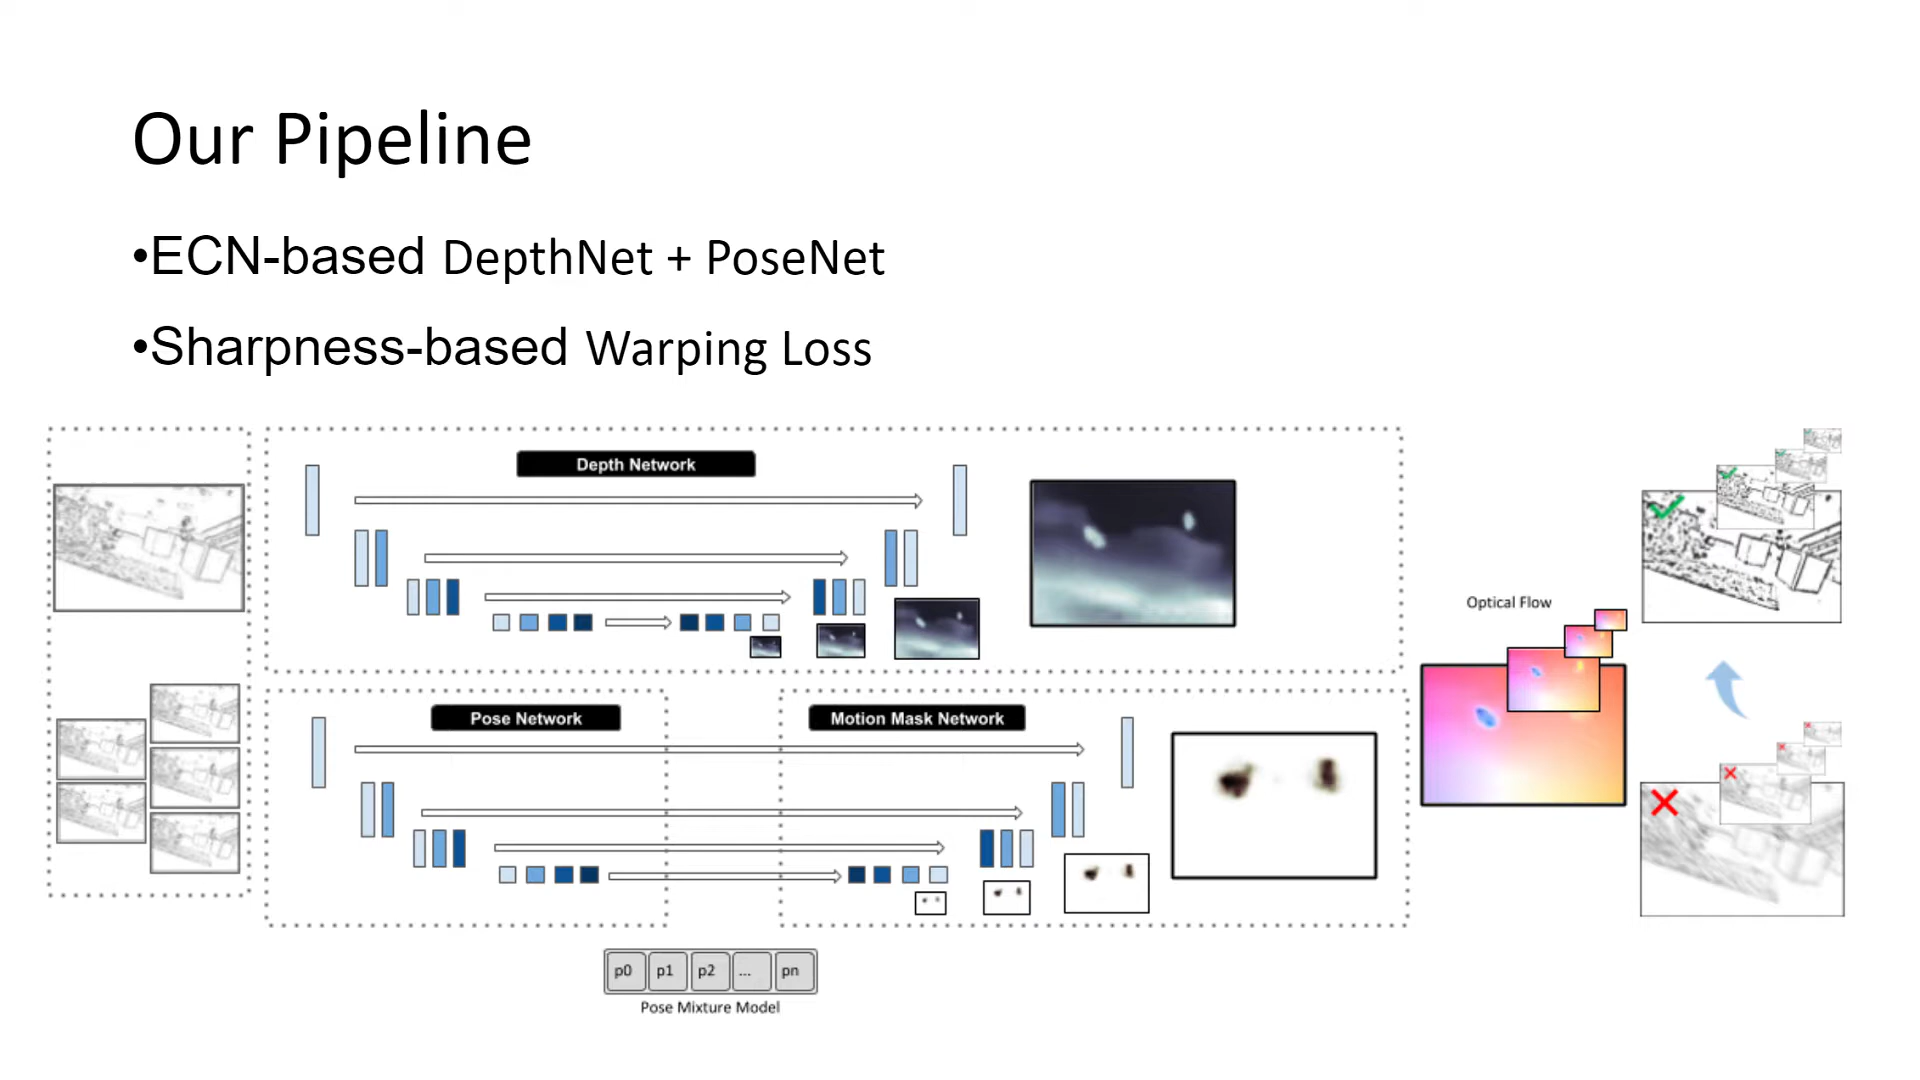 Our Pipeline
•ECN-based DepthNet + PoseNet
•Sharpness-based Warping Loss
Depth Network
Optical Flow
Pose Network
Motion Mask Network
p0 p1 p2 ... pn
Pose Mixture Model